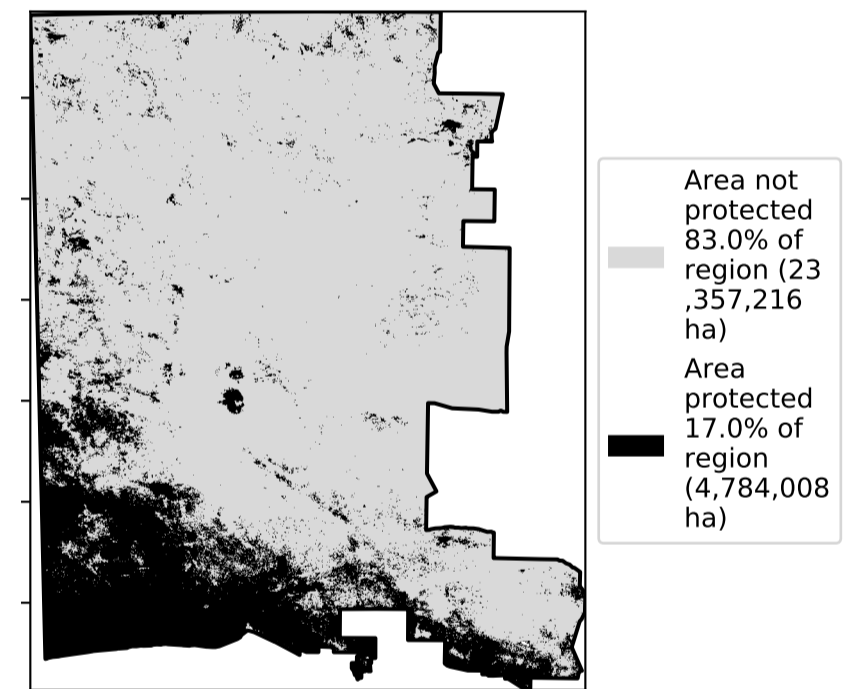 Area not
protected
83.0% of
region (23
,357,216
ha)
Area
protected
17.0% of
region
(4,784,008
ha)